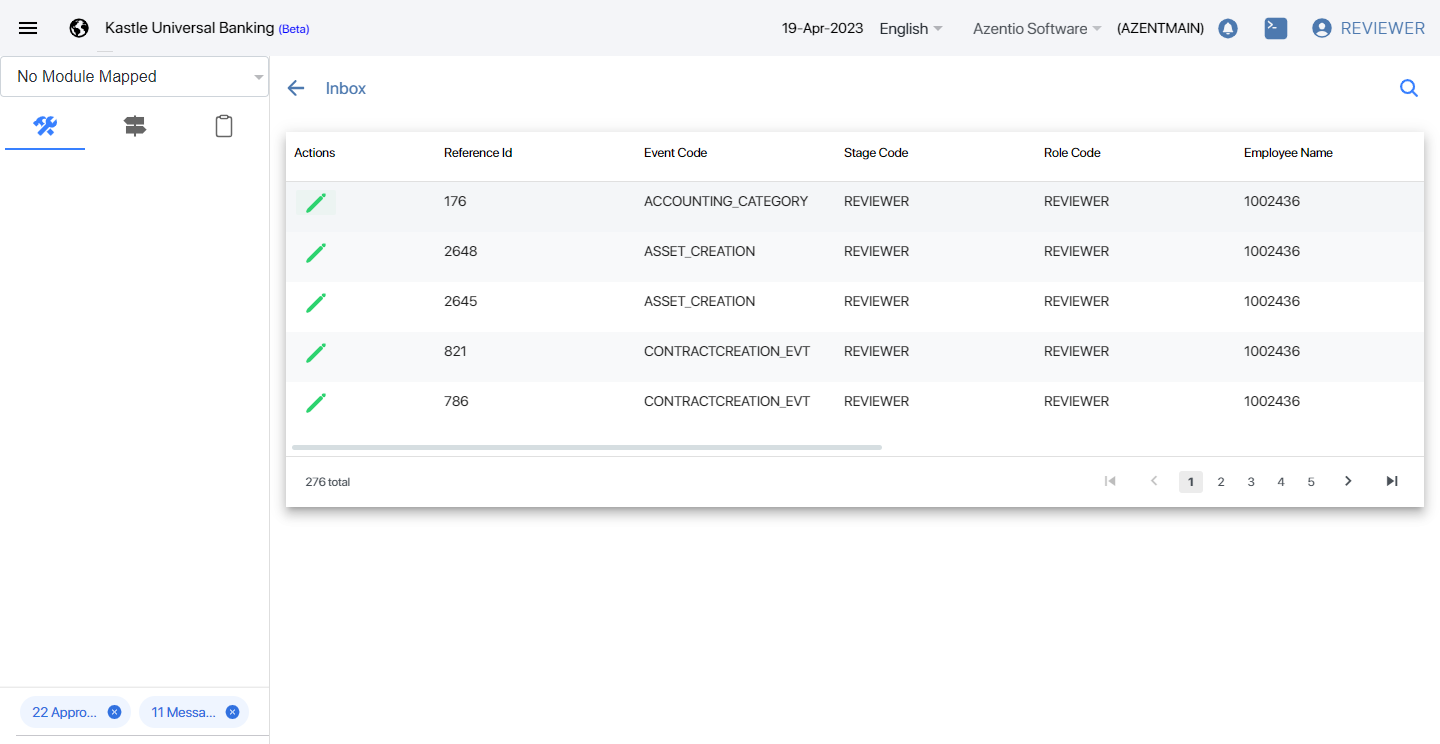 Kastle Universal Banking (Beta) 19-Apr-2023 English Azentio Software (AZENTMAIN) REVIEWER
No Module Mapped
Inbox
Actions Reference Id Event Code Stage Code Role Code Employee Name
176 ACCOUNTING_CATEGORY REVIEWER REVIEWER 1002436
2648 ASSET_CREATION REVIEWER REVIEWER 1002436
2645 ASSET_CREATION REVIEWER REVIEWER 1002436
821 CONTRACTCREATION_EVT REVIEWER REVIEWER 1002436
786 CONTRACTCREATION_EVT REVIEWER REVIEWER 1002436
276 total 1 2 3 4 5
22 Appro... 11 Messa...